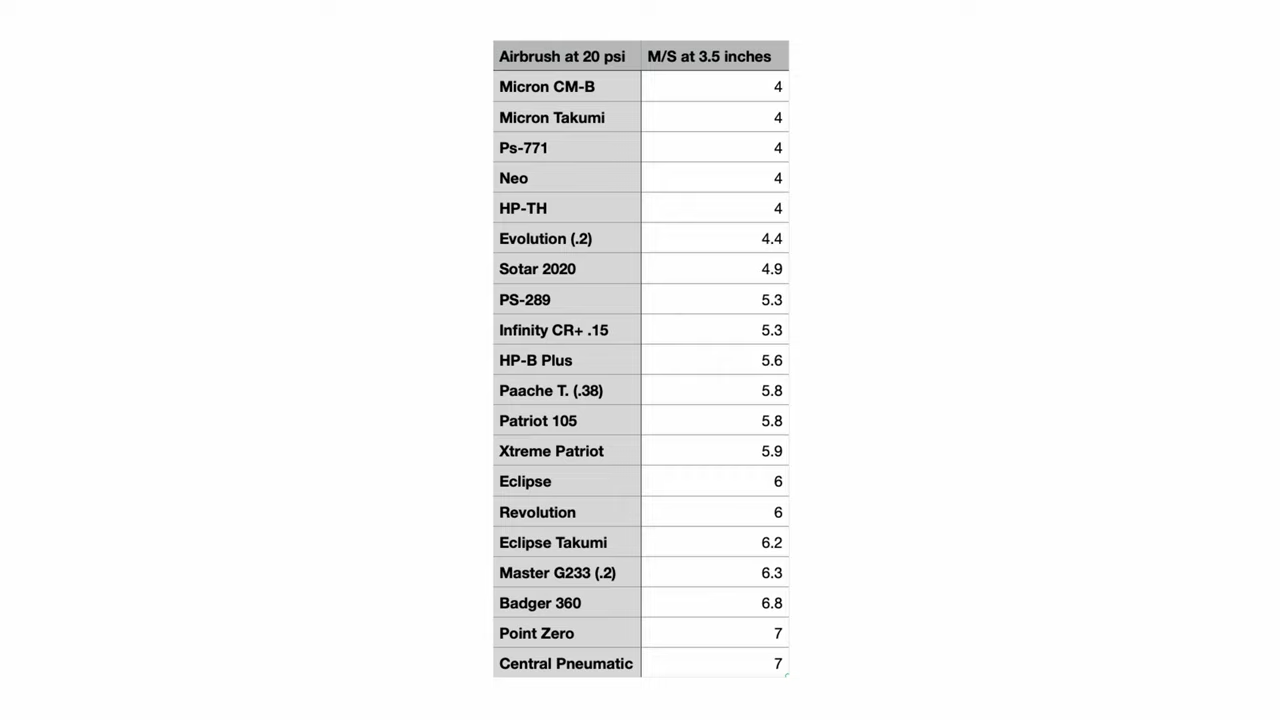 Airbrush at 20 psi M/S at 3.5 inches
Micron CM-B 4
Micron Takumi 4
Ps-771 4
Neo 4
HP-TH 4
Evolution (.2) 4.4
Sotar 2020 4.9
PS-289 5.3
Infinity CR+ .15 5.3
HP-B Plus 5.6
Paache T. (.38) 5.8
Patriot 105 5.8
Xtreme Patriot 5.9
Eclipse 6
Revolution 6
Eclipse Takumi 6.2
Master G233 (.2) 6.3
Badger 360 6.8
Point Zero 7
Central Pneumatic 7